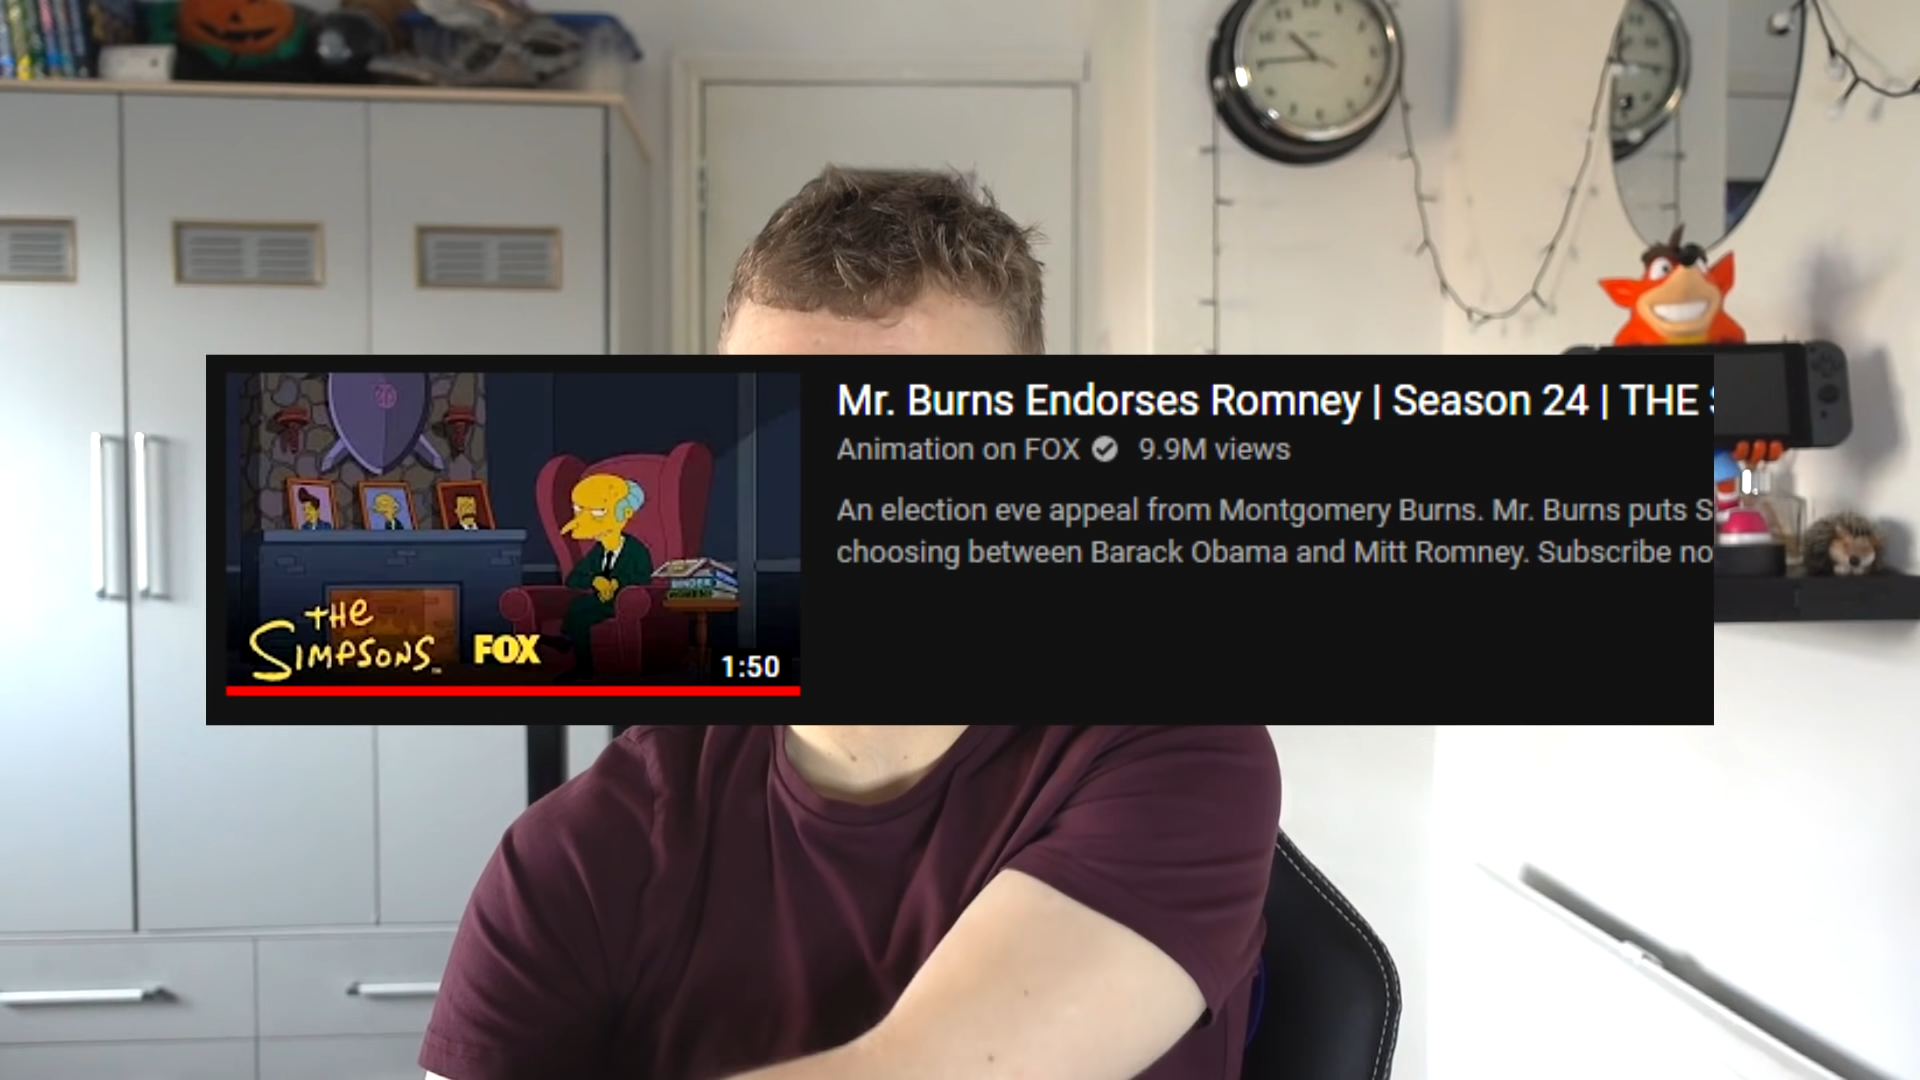 Mr. Burns Endorses Romney | Season 24 | THE
Animation on FOX 9.9M views
An election eve appeal from Montgomery Burns. Mr. Burns puts S
choosing between Barack Obama and Mitt Romney. Subscribe no
THE
SIMPSONS
FOX
1:50